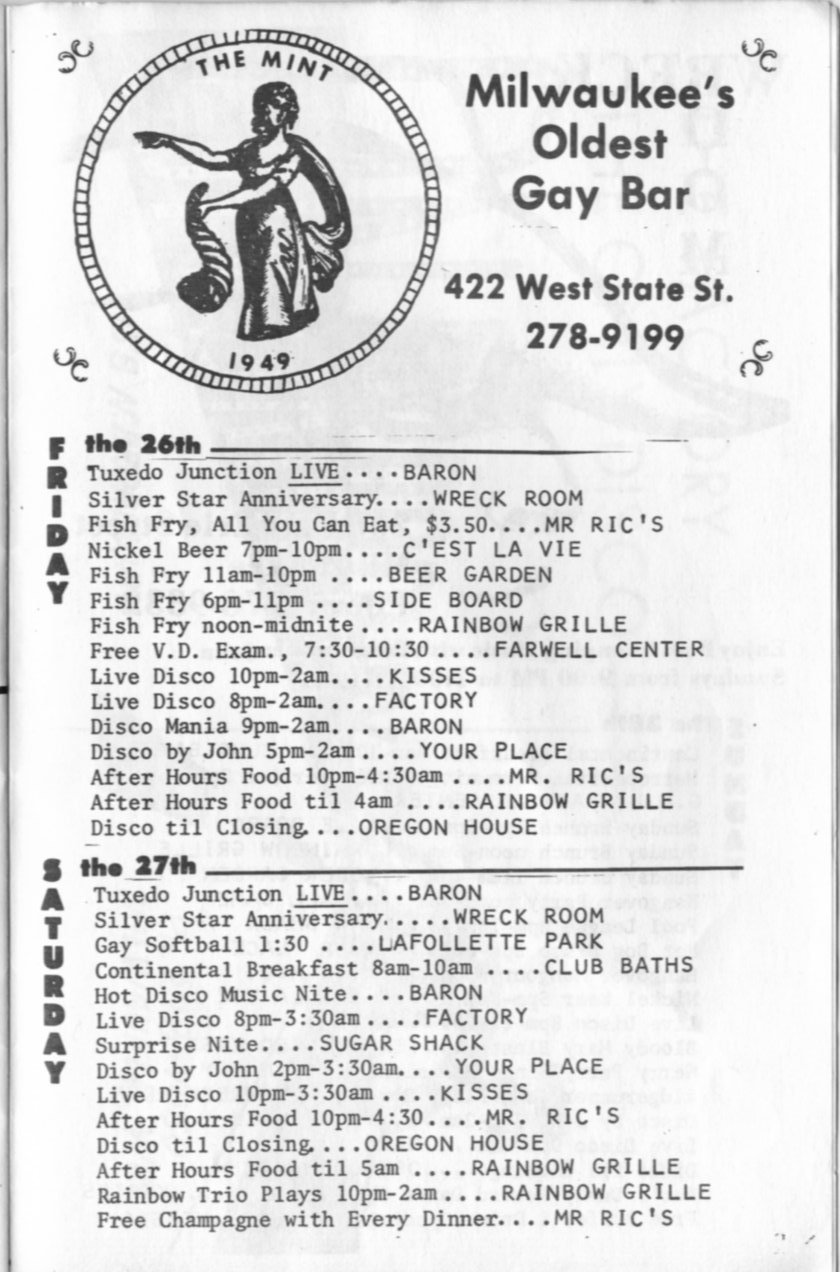 THE MINT
1949
Milwaukee's
Oldest
Gay Bar
422 West State St.
278-9199
FRIDAY
the 26th
Tuxedo Junction LIVE....BARON
Silver Star Anniversary....WRECK ROOM
Fish Fry, All You Can Eat, $3.50....MR RIC'S
Nickel Beer 7pm-10pm....C'EST LA VIE
Fish Fry 11am-10pm .....BEER GARDEN
Fish Fry 6pm-11pm ....SIDE BOARD
Fish Fry noon-midnite....RAINBOW GRILLE
Free V.D. Exam., 7:30-10:30 ....FARWELL CENTER
Live Disco 10pm-2am....KISSES
Live Disco 8pm-2am....FACTORY
Disco Mania 9pm-2am....BARON
Disco by John 5pm-2am....YOUR PLACE
After Hours Food 10pm-4:30am....MR. RIC'S
After Hours Food til 4am.....RAINBOW GRILLE
Disco til Closing....OREGON HOUSE
SATURDAY
the 27th
Tuxedo Junction LIVE....BARON
Silver Star Anniversary.....WRECK ROOM
Gay Softball 1:30 ....LAFOLLETTE PARK
Continental Breakfast 8am-10am ....CLUB BATHS
Hot Disco Music Nite....BARON
Live Disco 8pm-3:30am....FACTORY
Surprise Nite....SUGAR SHACK
Disco by John 2pm-3:30am....YOUR PLACE
Live Disco 10pm-3:30am.....KISSES
After Hours Food 10pm-4:30....MR. RIC'S
Disco til Closing....OREGON HOUSE
After Hours Food til 5am ....RAINBOW GRILLE
Rainbow Trio Plays 10pm-2am....RAINBOW GRILLE
Free Champagne with Every Dinner....MR RIC'S